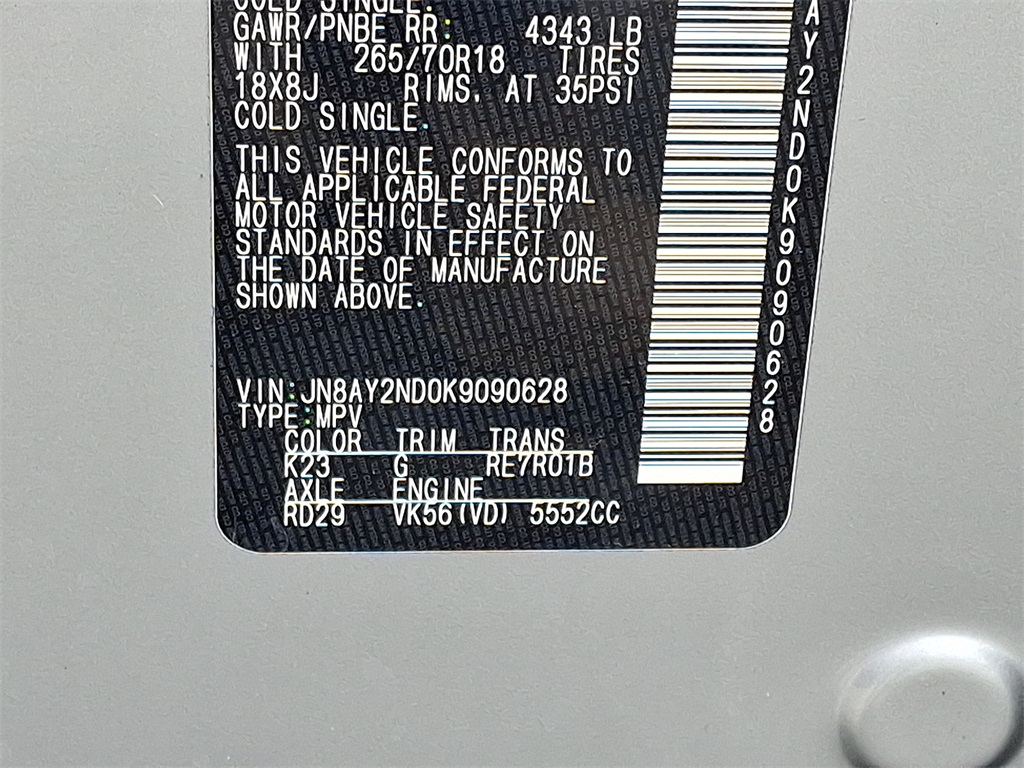 COLD SINGLE.
GAWR/PNBE RR: 4343 LB
WITH 265/70R18 TIRES
18X8J RIMS. AT 35PSI
COLD SINGLE.
THIS VEHICLE CONFORMS TO
ALL APPLICABLE FEDERAL
MOTOR VEHICLE SAFETY
STANDARDS IN EFFECT ON
THE DATE OF MANUFACTURE
SHOWN ABOVE.
VIN:JN8AY2ND0K9090628
TYPE:MPV
COLOR TRIM TRANS
K23 G RE7R01B
AXLE ENGINE
RD29 VK56(VD) 5552CC
AY2ND0K9090628